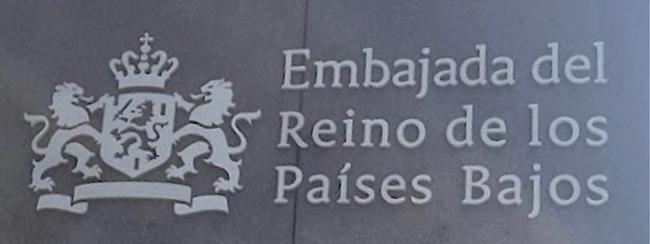 Embajada del
Reino de los
Países Bajos